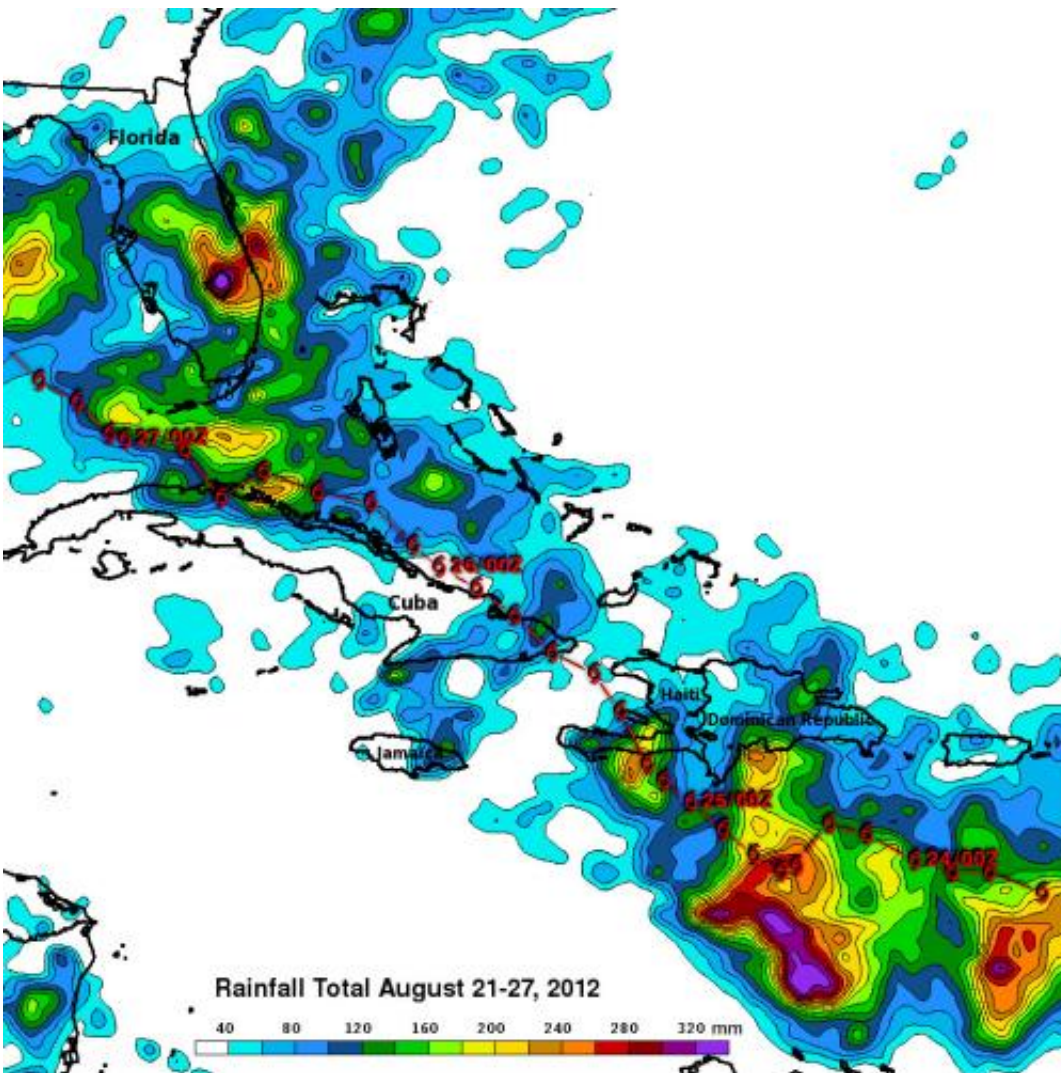 Florida
27/00Z
26/00Z
Cuba
Haiti
Dominican Republic
Jamaica
25/00Z
24/00Z
Rainfall Total August 21-27, 2012
40 80 120 160 200 240 280 320 mm